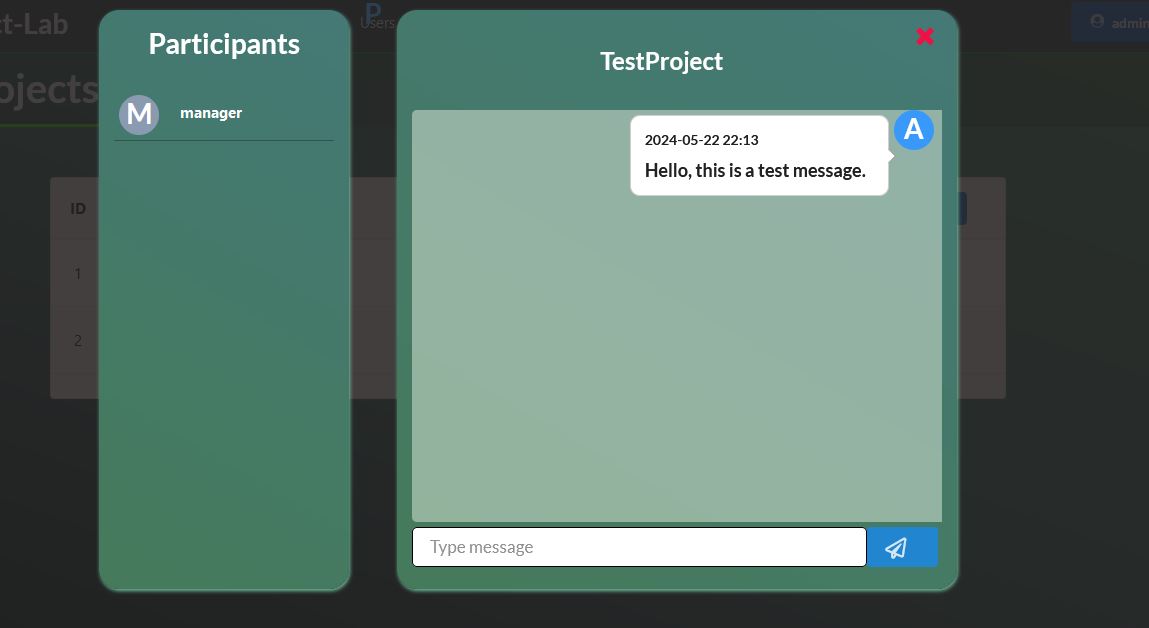 ct-Lab
P
Users
admin
ojects
Participants
M
manager
TestProject
A
2024-05-22 22:13
Hello, this is a test message.
ID
1
2
Type message